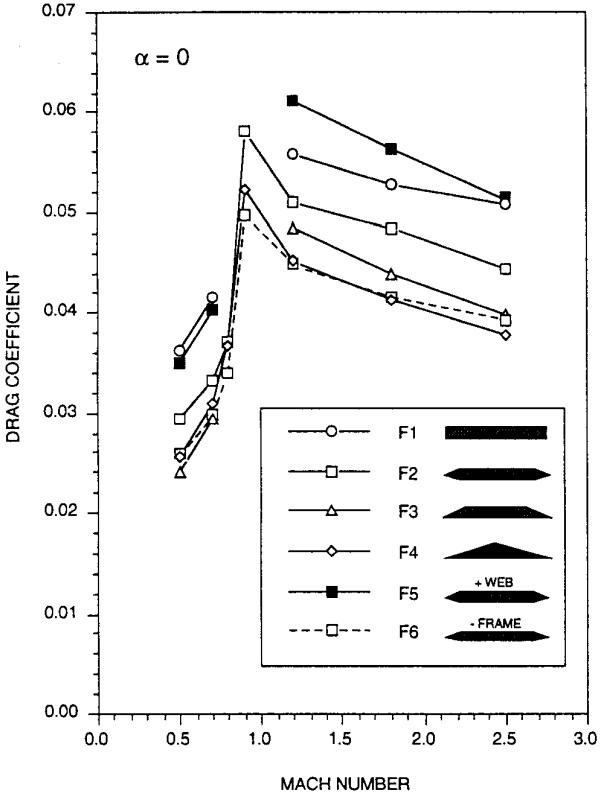 0.07
α = 0
0.06
0.05
0.04
0.03
0.02
0.01
0.00
DRAG COEFFICIENT
F1
F2
F3
F4
+ WEB
F5
- FRAME
F6
0.0 0.5 1.0 1.5 2.0 2.5 3.0
MACH NUMBER